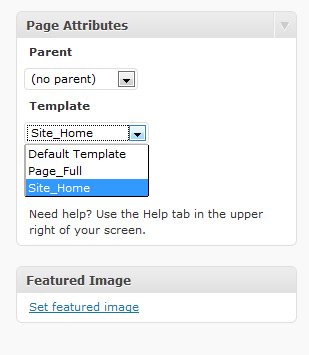 Page Attributes
Parent
(no parent)
Template
Site_Home
Default Template
Page_Full
Site_Home
Need help? Use the Help tab in the upper
right of your screen.
Featured Image
Set featured image